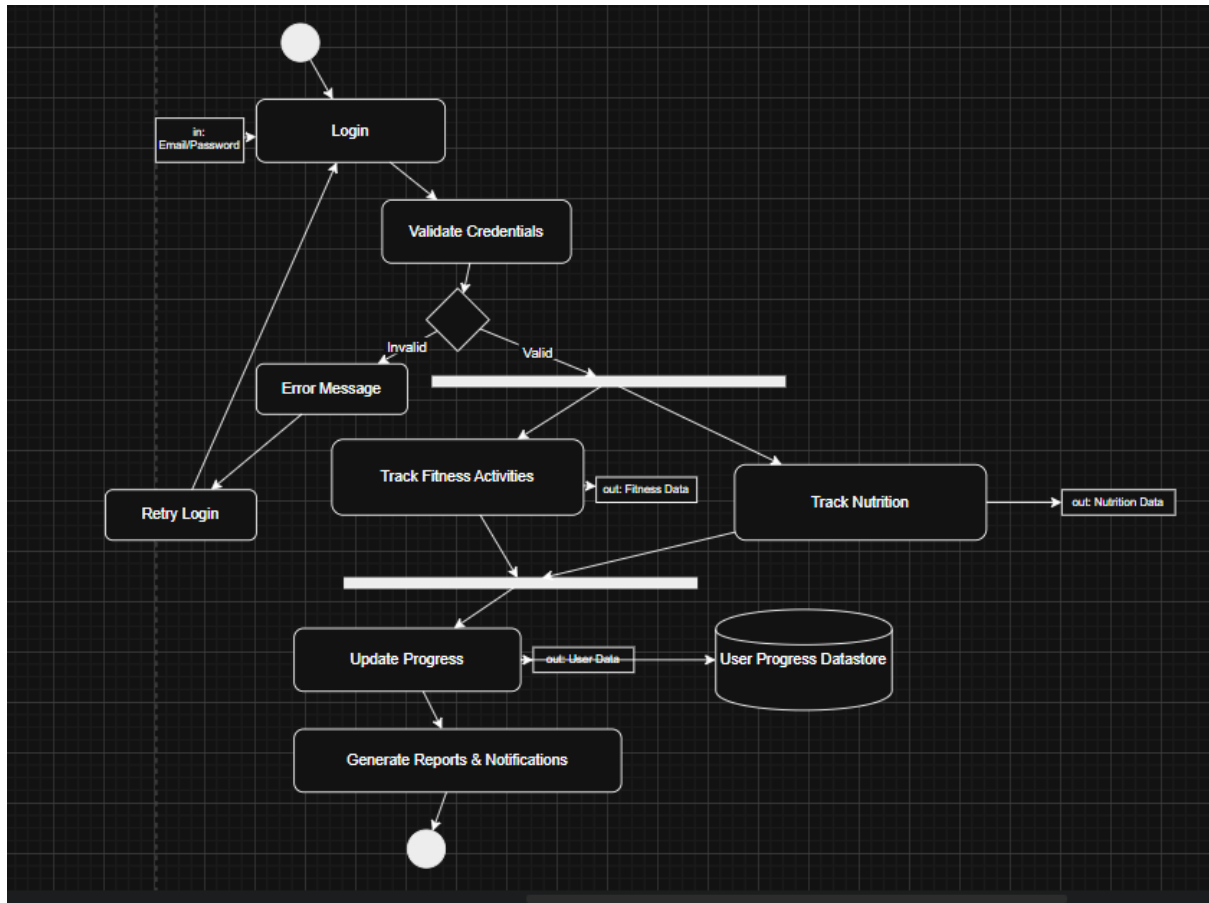 Login
in:
Email/Password
Validate Credentials
Invalid
Valid
Error Message
Track Fitness Activities
out: Fitness Data
Track Nutrition
out: Nutrition Data
Retry Login
Update Progress
out: User Data
User Progress Datastore
Generate Reports & Notifications